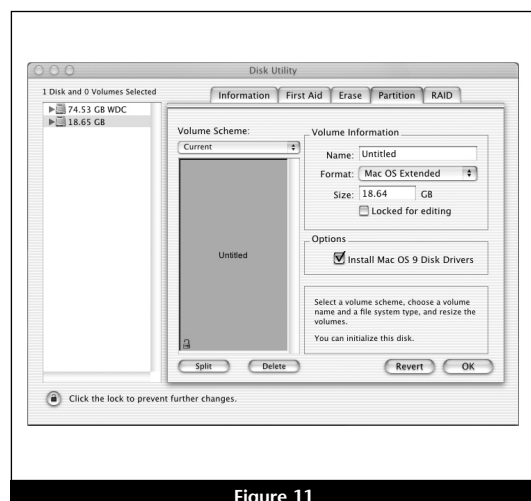 Disk Utility
1 Disk and 0 Volumes Selected
74.53 GB WDC
18.65 GB
Information
First Aid
Erase
Partition
RAID
Volume Scheme:
Current
Untitled
Split
Delete
Volume Information
Name: Untitled
Format: Mac OS Extended
Size: 18.64 GB
Locked for editing
Options
Install Mac OS 9 Disk Drivers
Select a volume scheme, choose a volume
name and a file system type, and resize the
volumes.
You can initialize this disk.
Revert
OK
Click the lock to prevent further changes.
Figure 11